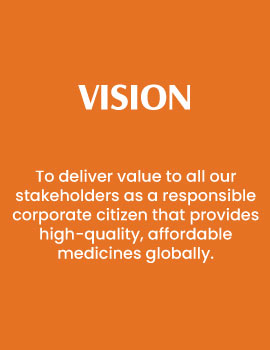 VISION
To deliver value to all our
stakeholders as a responsible
corporate citizen that provides
high-quality, affordable
medicines globally.